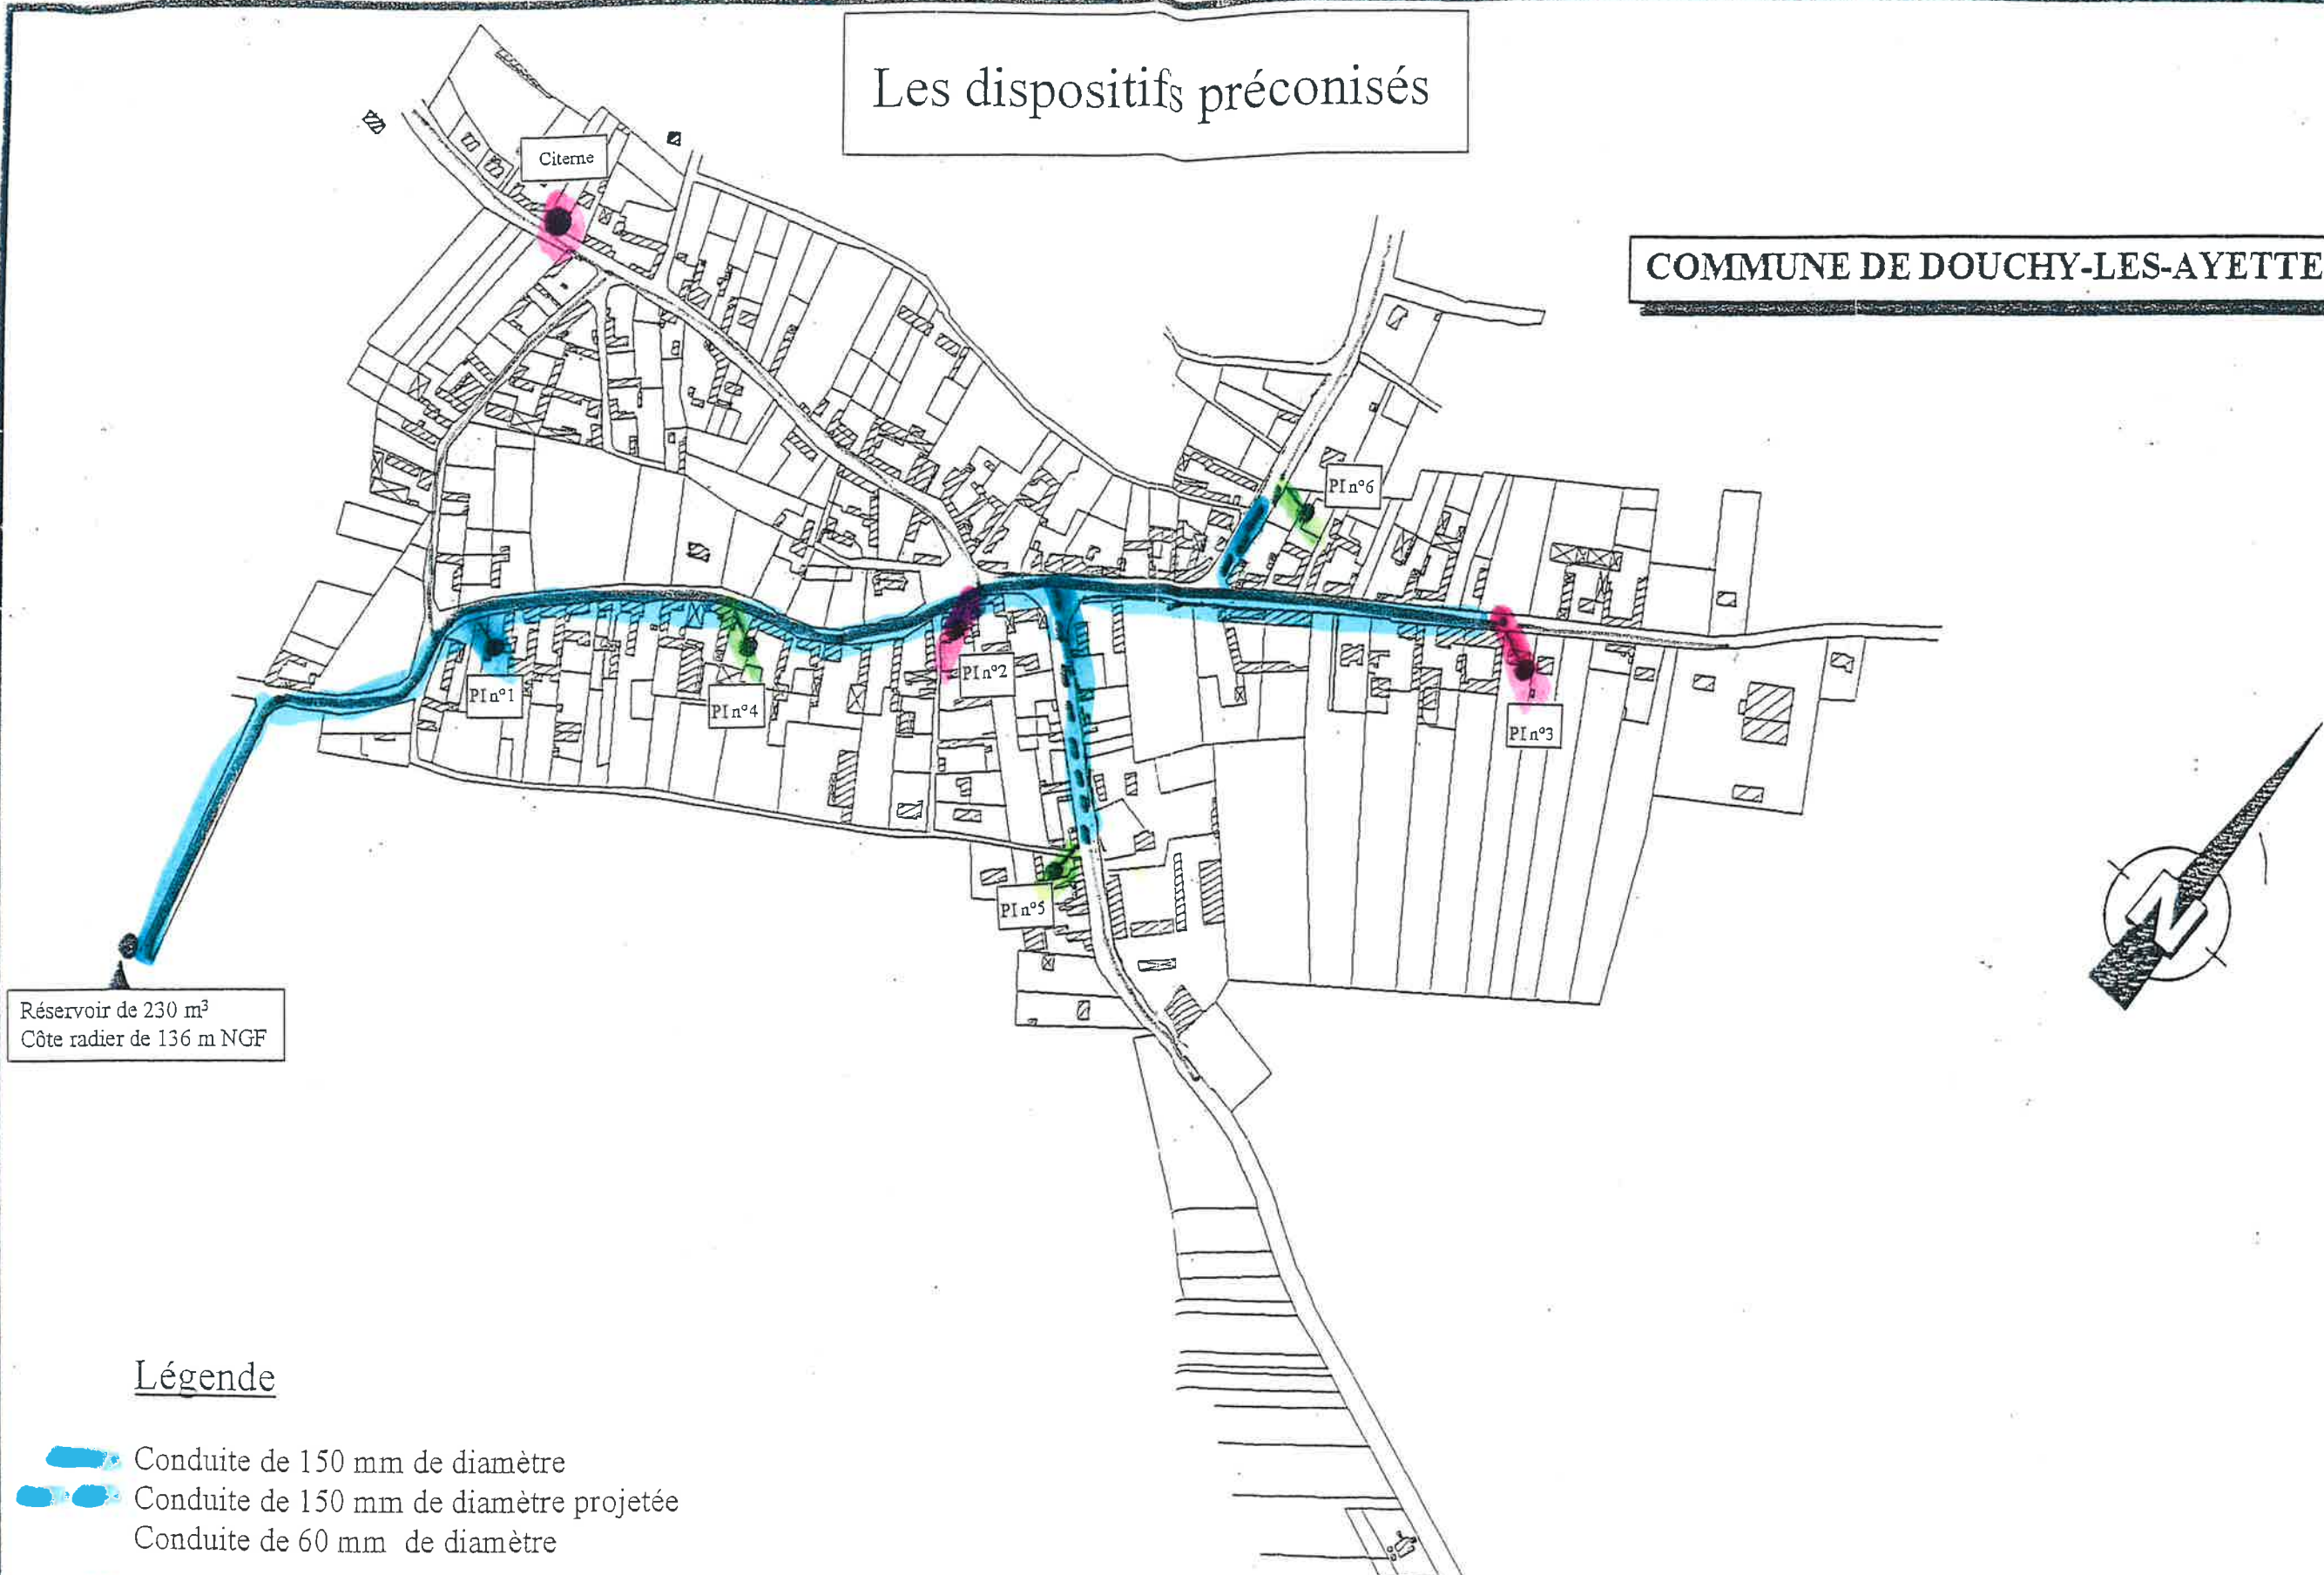 Les dispositifs préconisés
Citerne
COMMUNE DE DOUCHY-LES-AYETTE
PI n°6
PI n°1
PI n°4
PI n°2
PI n°3
PI n°5
N
Réservoir de 230 m³
Côte radier de 136 m NGF
Légende
Conduite de 150 mm de diamètre
Conduite de 150 mm de diamètre projetée
Conduite de 60 mm de diamètre